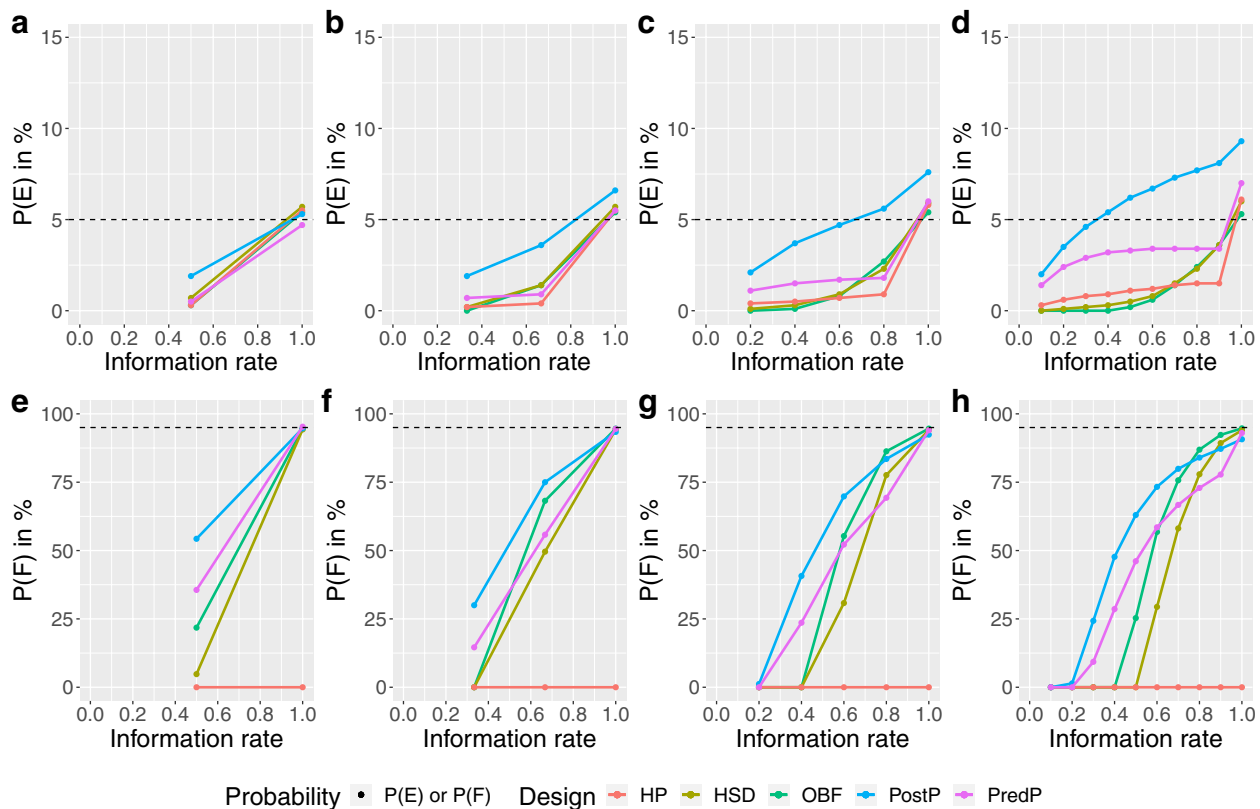 a b c d
15 15 15 15
10 10 10 10
5 5 5 5
0 0 0 0
P(E) in % P(E) in % P(E) in % P(E) in %
0.0 0.2 0.4 0.6 0.8 1.0 0.0 0.2 0.4 0.6 0.8 1.0 0.0 0.2 0.4 0.6 0.8 1.0 0.0 0.2 0.4 0.6 0.8 1.0
Information rate Information rate Information rate Information rate
e f g h
100 100 100 100
75 75 75 75
50 50 50 50
25 25 25 25
0 0 0 0
P(F) in % P(F) in % P(F) in % P(F) in %
0.0 0.2 0.4 0.6 0.8 1.0 0.0 0.2 0.4 0.6 0.8 1.0 0.0 0.2 0.4 0.6 0.8 1.0 0.0 0.2 0.4 0.6 0.8 1.0
Information rate Information rate Information rate Information rate
Probability P(E) or P(F) Design HP HSD OBF PostP PredP